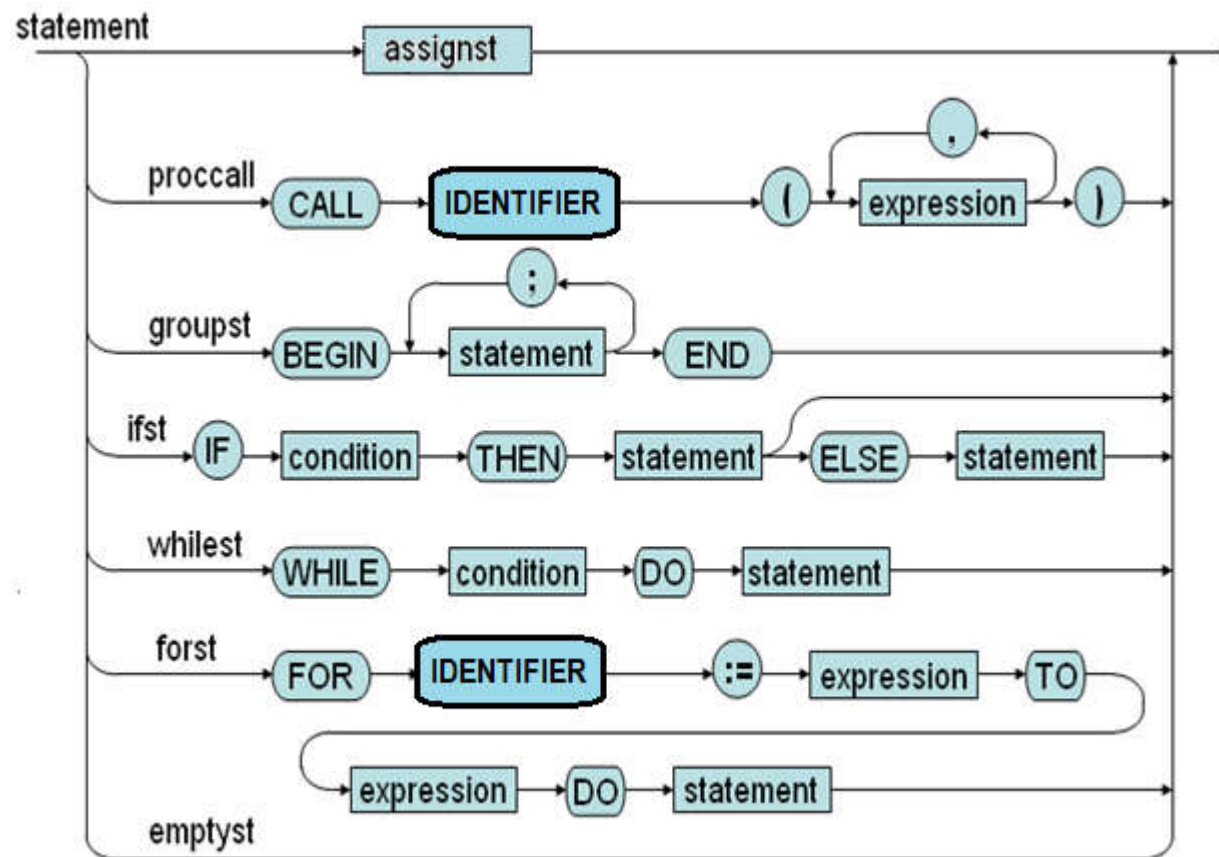 statement
assignst
,
proccall CALL IDENTIFIER ( expression )
;
groupst BEGIN statement END
ifst IF condition THEN statement ELSE statement
whilest WHILE condition DO statement
forst FOR IDENTIFIER := expression TO
expression DO statement
emptyst